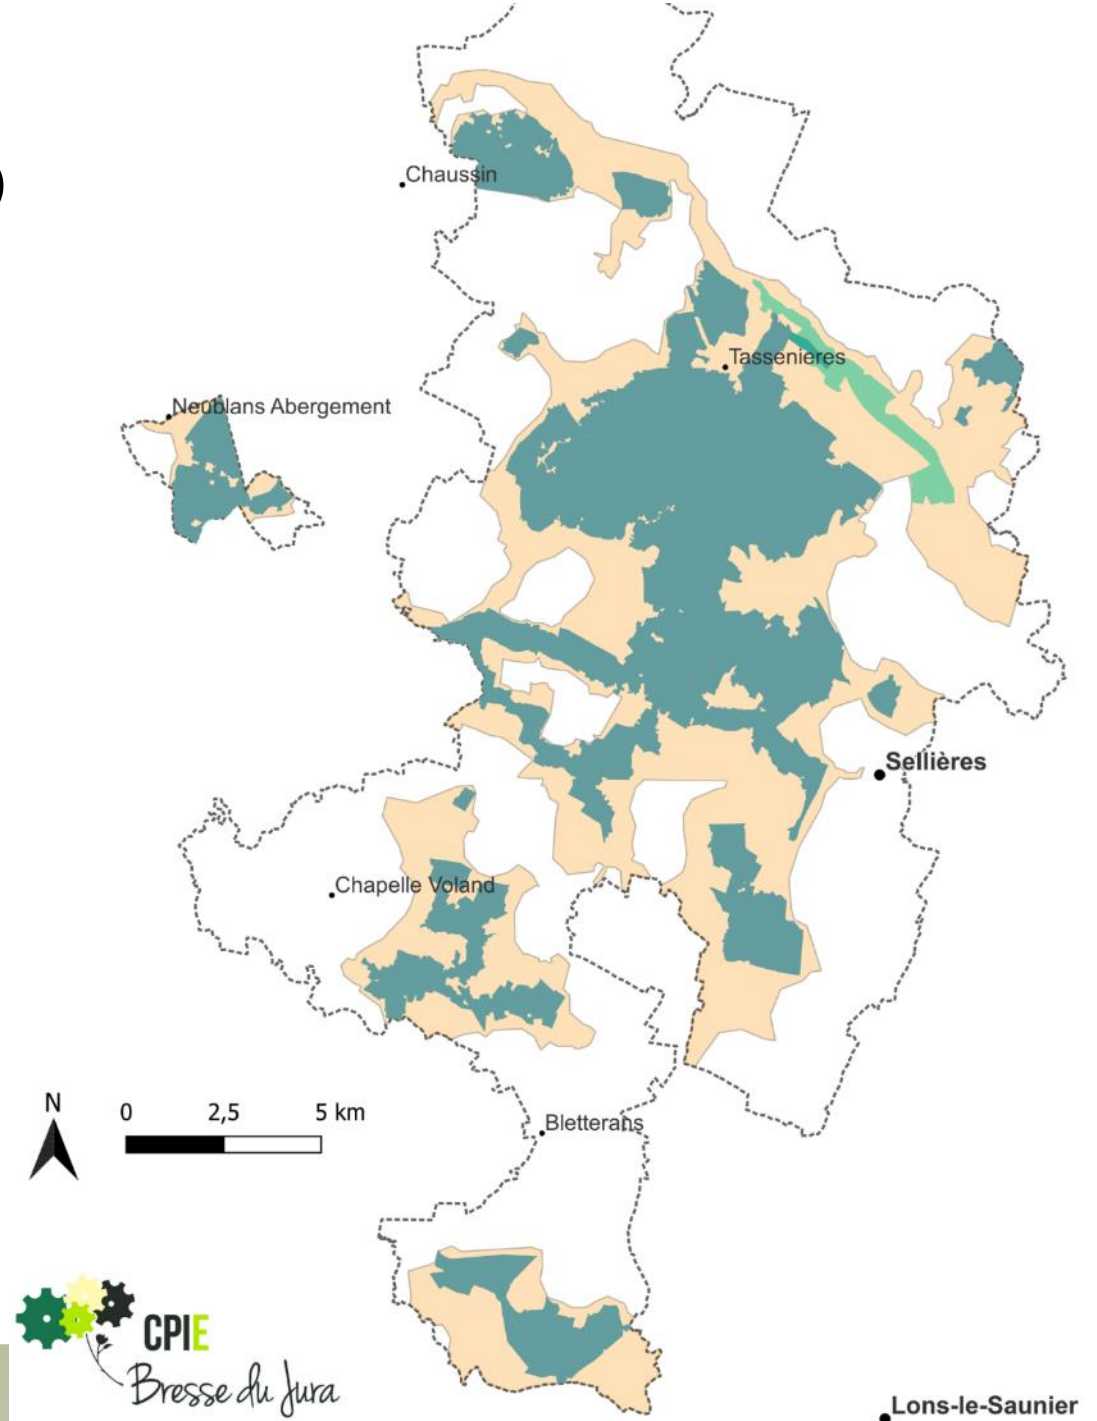 )
Chaussin
Tassenieres
Neublans Abergement
Sellières
Chapelle Voland
N
0 2,5 5 km
Bletterans
CPIE
Bresse du Jura
Lons-le-Saunier